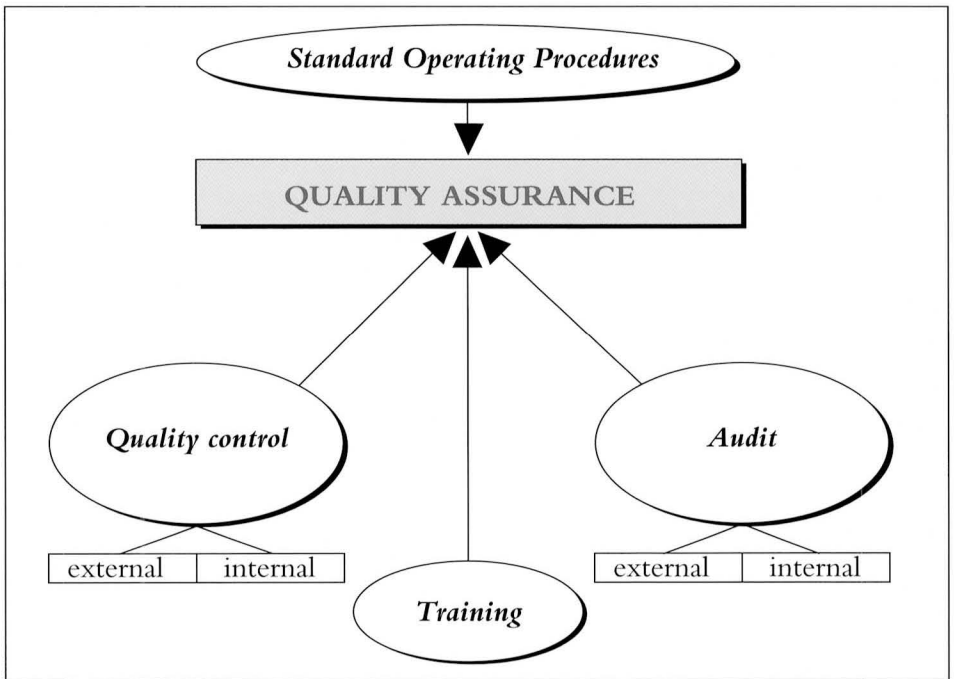 Standard Operating Procedures
QUALITY ASSURANCE
Quality control
Audit
external internal
external internal
Training